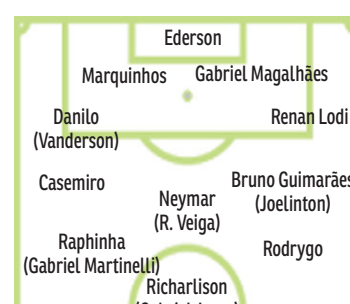 Ederson
Marquinhos Gabriel Magalhães
Danilo
(Vanderson)
Renan Lodi
Casemiro
Neymar
(R. Veiga)
Bruno Guimarães
(Joelinton)
Raphinha
(Gabriel Martinelli)
Rodrygo
Richarlison